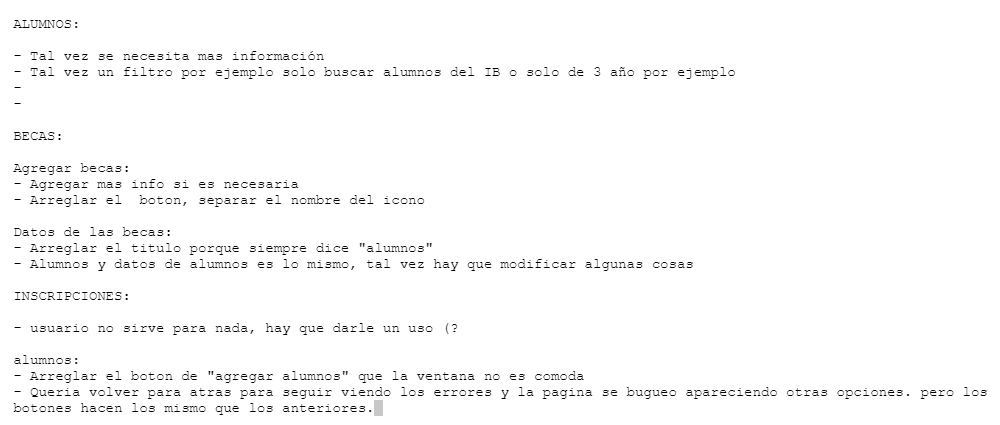 ALUMNOS:
- Tal vez se necesita mas información
- Tal vez un filtro por ejemplo solo buscar alumnos del IB o solo de 3 año por ejemplo
-
-
BECAS:
Agregar becas:
- Agregar mas info si es necesaria
- Arreglar el  boton, separar el nombre del icono
Datos de las becas:
- Arreglar el titulo porque siempre dice "alumnos"
- Alumnos y datos de alumnos es lo mismo, tal vez hay que modificar algunas cosas
INSCRIPCIONES:
- usuario no sirve para nada, hay que darle un uso (?
alumnos:
- Arreglar el boton de "agregar alumnos" que la ventana no es comoda
- Queria volver para atras para seguir viendo los errores y la pagina se bugueo apareciendo otras opciones. pero los
botones hacen los mismo que los anteriores.